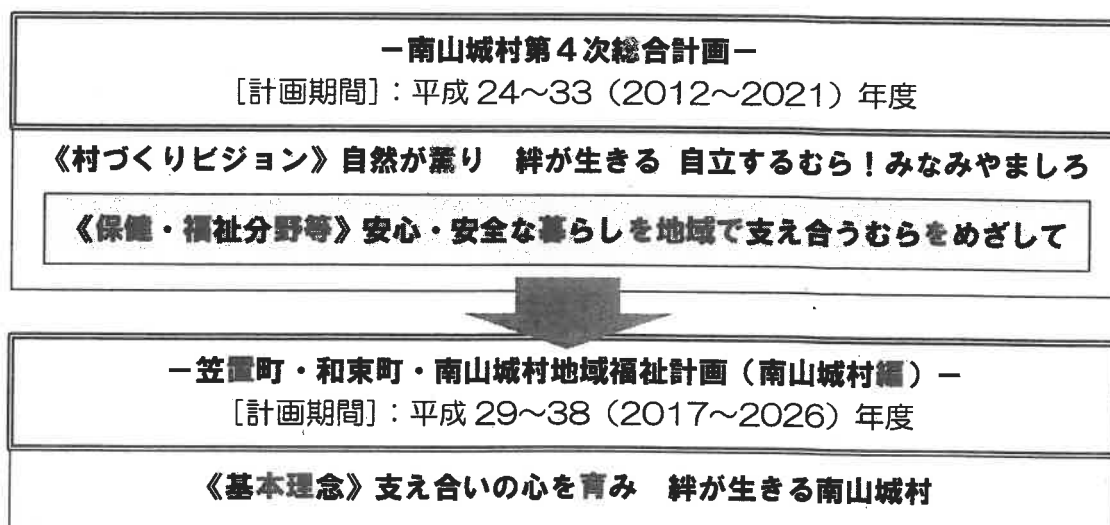 －南山城村第４次総合計画－
［計画期間］：平成24～33（2012～2021）年度
《村づくりビジョン》自然が薫り　絆が生きる 自立するむら！みなみやましろ
《保健・福祉分野等》安心・安全な暮らしを地域で支え合うむらをめざして
－笠置町・和束町・南山城村地域福祉計画（南山城村編）－
［計画期間］：平成29～38（2017～2026）年度
《基本理念》支え合いの心を育み　絆が生きる南山城村